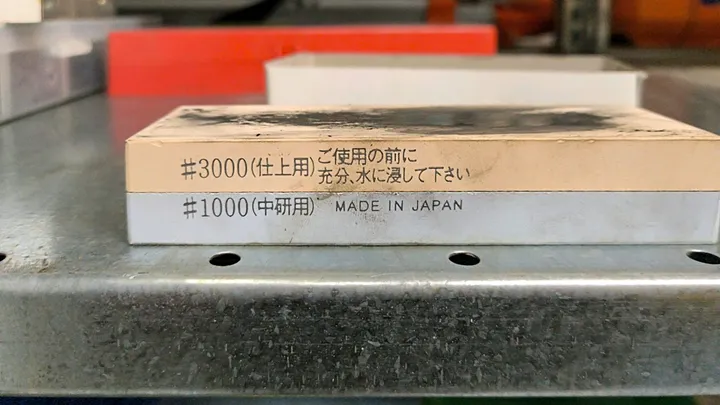 #3000(仕上用)
ご使用の前に
充分、水に浸して下さい
#1000(中研用) MADE IN JAPAN